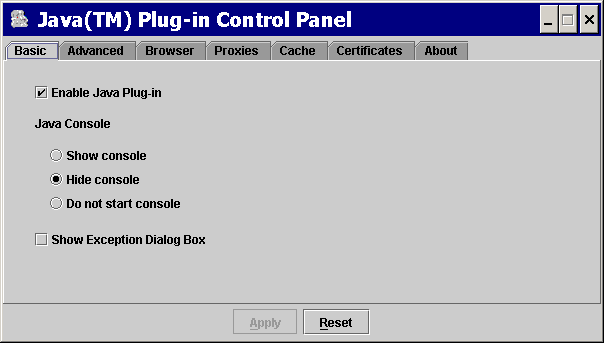 Java(TM) Plug-in Control Panel
Basic Advanced Browser Proxies Cache Certificates About
Enable Java Plug-in
Java Console
Show console
Hide console
Do not start console
Show Exception Dialog Box
Apply Reset